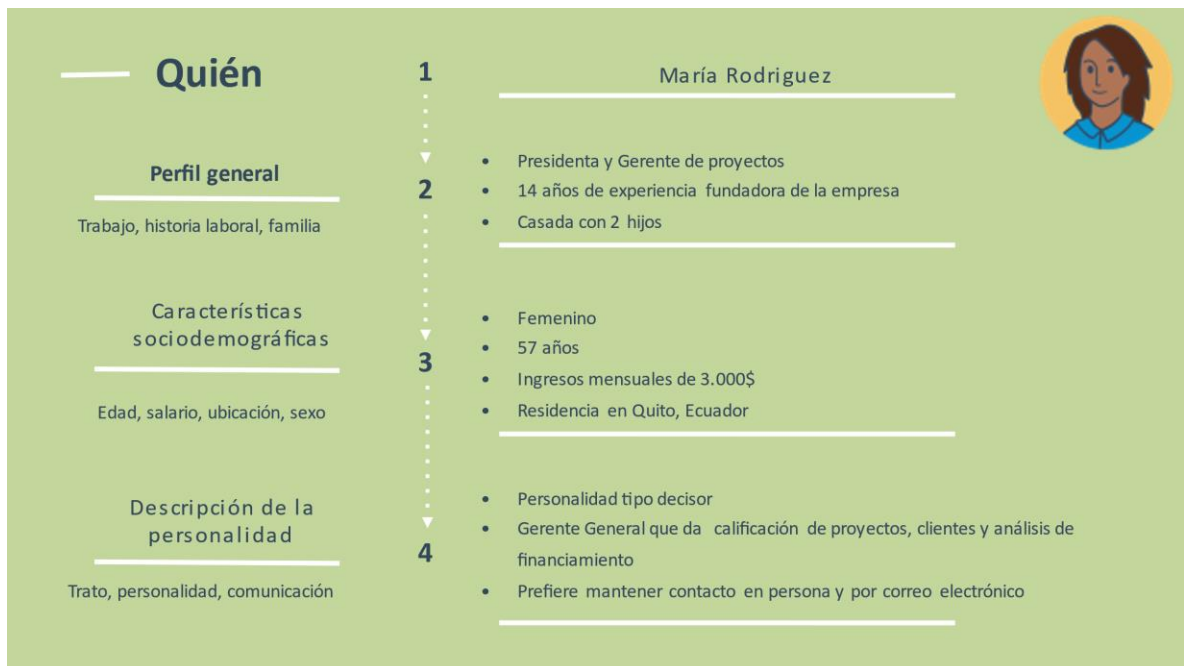 Quién
1
María Rodriguez
Perfil general
Trabajo, historia laboral, familia
2
• Presidenta y Gerente de proyectos
• 14 años de experiencia fundadora de la empresa
• Casada con 2 hijos
Características
sociodemográficas
Edad, salario, ubicación, sexo
3
• Femenino
• 57 años
• Ingresos mensuales de 3.000$
• Residencia en Quito, Ecuador
Descripción de la
personalidad
Trato, personalidad, comunicación
4
• Personalidad tipo decisor
• Gerente General que da calificación de proyectos, clientes y análisis de
financiamiento
• Prefiere mantener contacto en persona y por correo electrónico